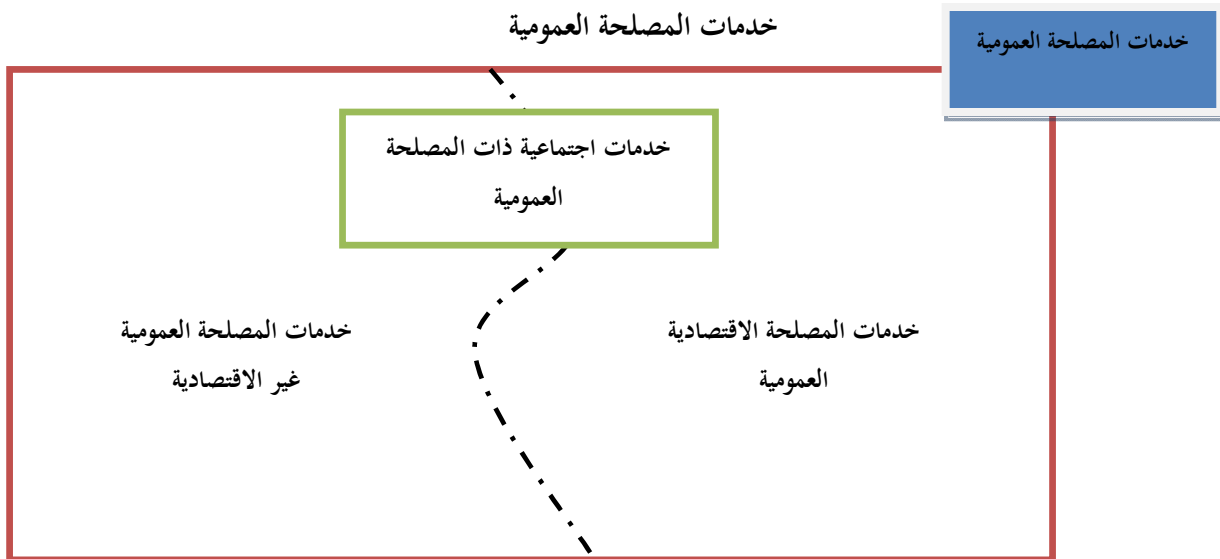 خدمات المصلحة العمومية
خدمات المصلحة العمومية
خدمات اجتماعية ذات المصلحة
العمومية
خدمات المصلحة الاقتصادية
العمومية
خدمات المصلحة العمومية
غير الاقتصادية